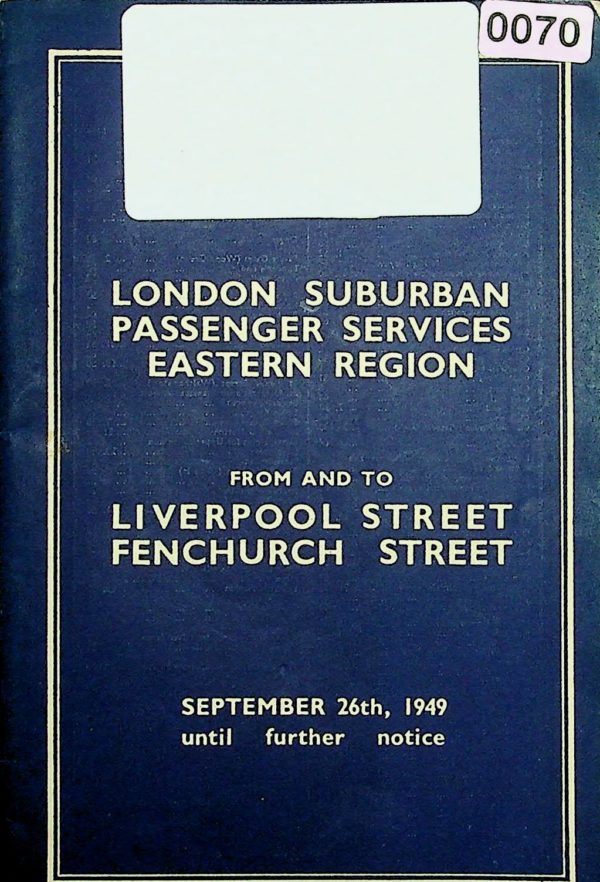 0070
LONDON SUBURBAN
PASSENGER SERVICES
EASTERN REGION
FROM AND TO
LIVERPOOL STREET
FENCHURCH STREET
SEPTEMBER 26th, 1949
until further notice